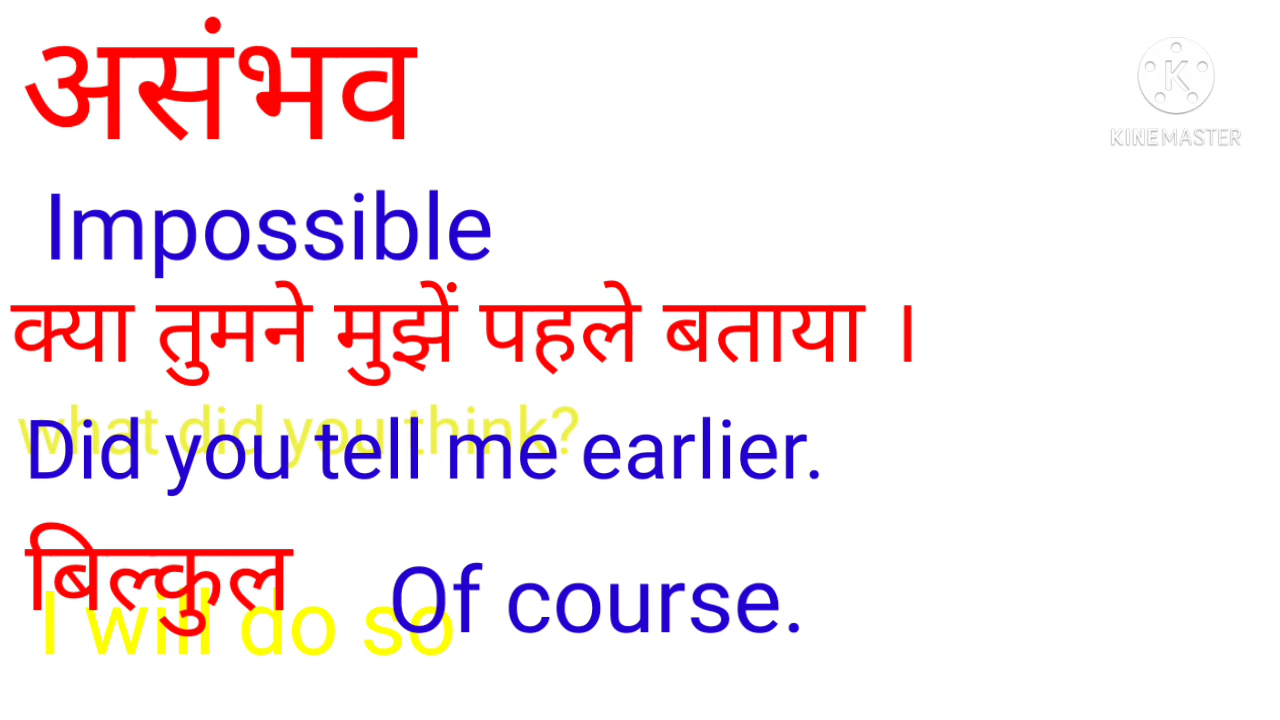 असंभव
KINEMASTER
Impossible
क्या तुमने मुझें पहले बताया ।
what did you think?
Did you tell me earlier.
बिल्कुल
Of course.
I will do so